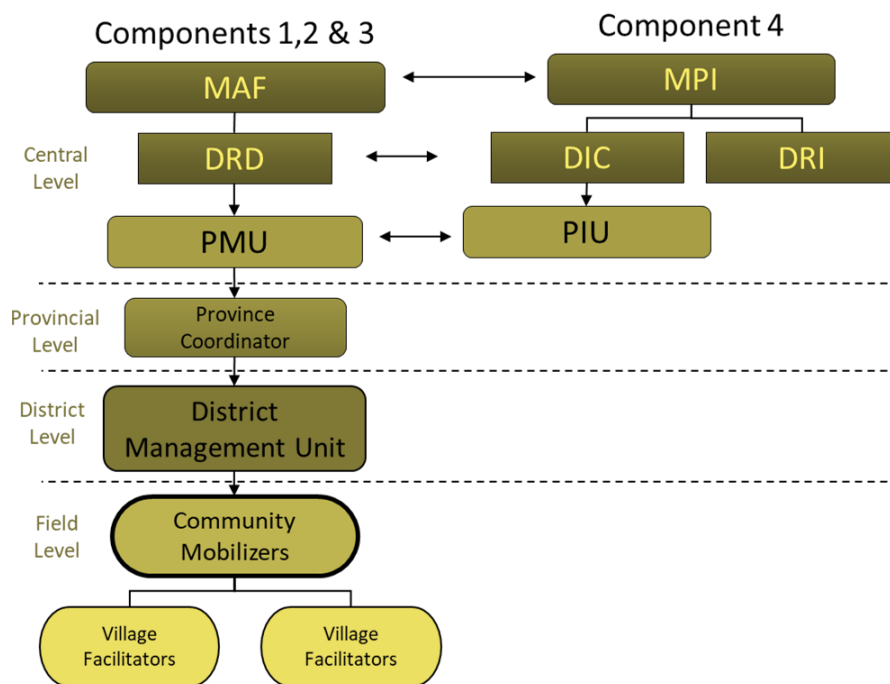 Components 1,2 & 3
Component 4
MAF
MPI
Central
Level
DRD
DIC
DRI
PMU
PIU
Provincial
Level
Province
Coordinator
District
Level
District
Management Unit
Field
Level
Community
Mobilizers
Village
Facilitators
Village
Facilitators